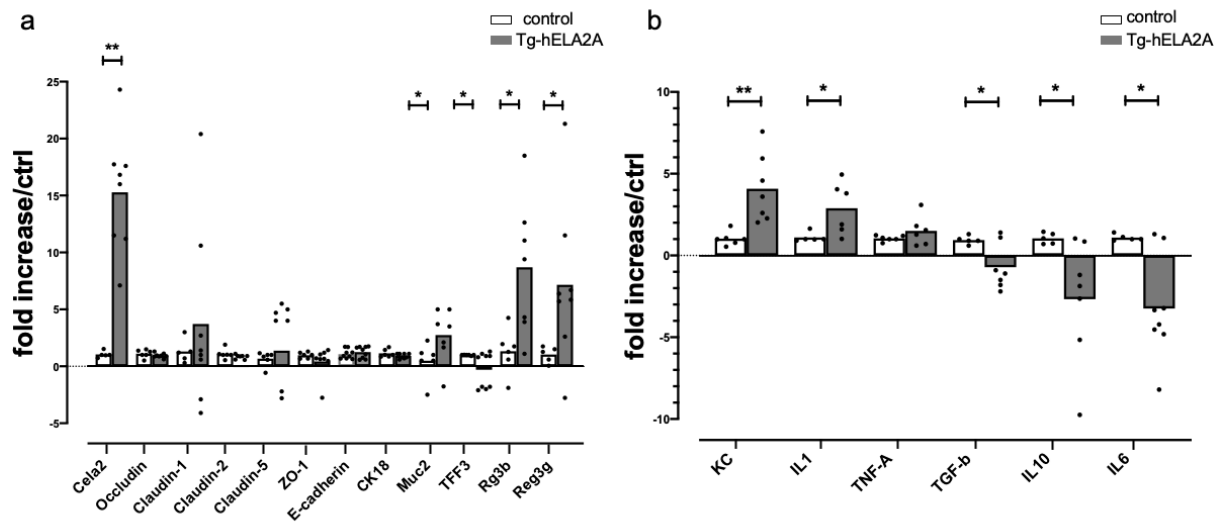 a
control
Tg-hELA2A
**
*
*
*
*
fold increase/ctrl
25
20
15
10
5
0
-5
Cela2
Occludin
Claudin-1
Claudin-2
Claudin-5
ZO-1
E-cadherin
CK18
Muc2
TFF3
Rg3b
Reg3g
b
control
Tg-hELA2A
**
*
*
*
*
fold increase/ctrl
10
5
0
-5
-10
KC
IL1
TNF-A
TGF-b
IL10
IL6